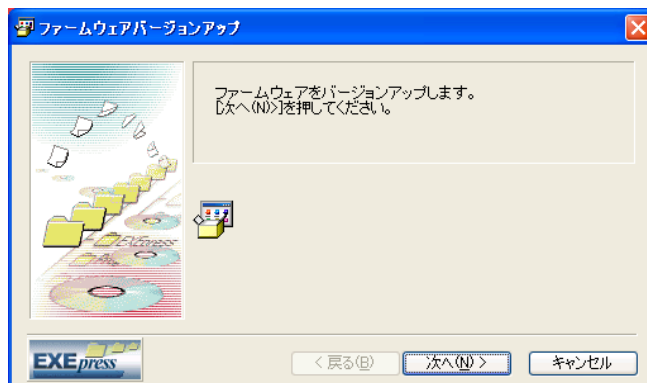 ファームウェアバージョンアップ
ファームウェアをバージョンアップします。
[次へ(N)>]を押してください。
EXEpress
EXEpress
< 戻る(B)
次へ(N) >
キャンセル